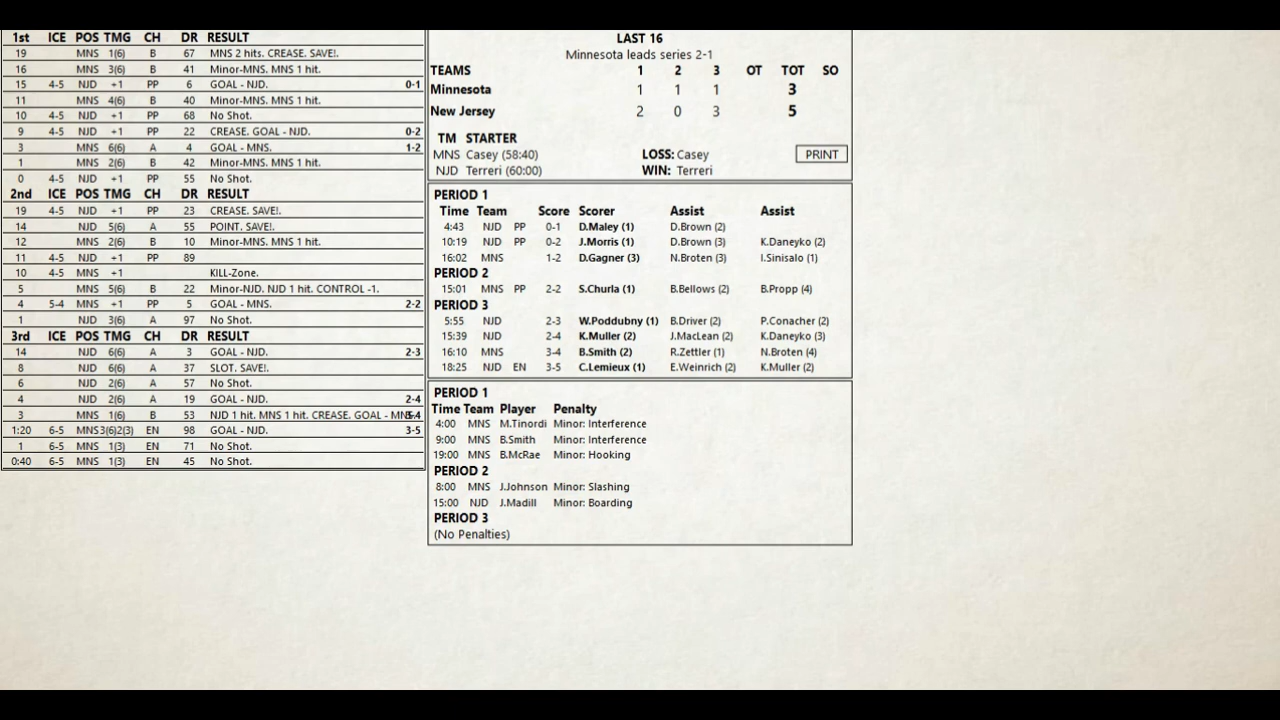 1st ICE POS TMG CH DR RESULT
19 MNS 1(6) B 67 MNS 2 hits. CREASE. SAVE!.
16 MNS 3(6) B 41 Minor-MNS. MNS 1 hit.
15 4-5 NJD +1 PP 6 GOAL - NJD. 0-1
11 MNS 4(6) B 40 Minor-MNS. MNS 1 hit.
10 4-5 NJD +1 PP 68 No Shot.
9 4-5 NJD +1 PP 22 CREASE. GOAL - NJD. 0-2
3 MNS 6(6) A 4 GOAL - MNS. 1-2
1 MNS 2(6) B 42 Minor-MNS. MNS 1 hit.
0 4-5 NJD +1 PP 55 No Shot.
2nd ICE POS TMG CH DR RESULT
19 4-5 NJD +1 PP 23 CREASE. SAVE!.
14 NJD 5(6) A 55 POINT. SAVE!.
12 MNS 2(6) B 10 Minor-MNS. MNS 1 hit.
11 4-5 NJD +1 PP 89
10 4-5 MNS +1 KILL-Zone.
5 MNS 5(6) B 22 Minor-NJD. NJD 1 hit. CONTROL -1.
4 5-4 MNS +1 PP 5 GOAL - MNS. 2-2
1 NJD 3(6) A 97 No Shot.
3rd ICE POS TMG CH DR RESULT
14 NJD 6(6) A 3 GOAL - NJD. 2-3
8 NJD 6(6) A 37 SLOT. SAVE!.
6 NJD 2(6) A 57 No Shot.
4 NJD 2(6) A 19 GOAL - NJD. 2-4
3 MNS 1(6) B 53 NJD 1 hit. MNS 1 hit. CREASE. GOAL - MNS. 3-4
1:20 6-5 MNS 3(6)2(3) EN 98 GOAL - NJD. 3-5
1 6-5 MNS 1(3) EN 71 No Shot.
0:40 6-5 MNS 1(3) EN 45 No Shot.
LAST 16
Minnesota leads series 2-1
TEAMS 1 2 3 OT TOT SO
Minnesota 1 1 1 3
New Jersey 2 0 3 5
TM STARTER
MNS Casey (58:40) LOSS: Casey PRINT
NJD Terreri (60:00) WIN: Terreri
PERIOD 1
Time Team Score Scorer Assist Assist
4:43 NJD PP 0-1 D.Maley (1) D.Brown (2)
10:19 NJD PP 0-2 J.Morris (1) D.Brown (3) K.Daneyko (2)
16:02 MNS 1-2 D.Gagner (3) N.Broten (3) I.Sinisalo (1)
PERIOD 2
15:01 MNS PP 2-2 S.Churla (1) B.Bellows (2) B.Propp (4)
PERIOD 3
5:55 NJD 2-3 W.Poddubny (1) B.Driver (2) P.Conacher (2)
15:39 NJD 2-4 K.Muller (2) J.MacLean (2) K.Daneyko (3)
16:10 MNS 3-4 B.Smith (2) R.Zettler (1) N.Broten (4)
18:25 NJD EN 3-5 C.Lemieux (1) E.Weinrich (2) K.Muller (2)
PERIOD 1
Time Team Player Penalty
4:00 MNS M.Tinordi Minor: Interference
9:00 MNS B.Smith Minor: Interference
19:00 MNS B.McRae Minor: Hooking
PERIOD 2
8:00 MNS J.Johnson Minor: Slashing
15:00 NJD J.Madill Minor: Boarding
PERIOD 3
(No Penalties)